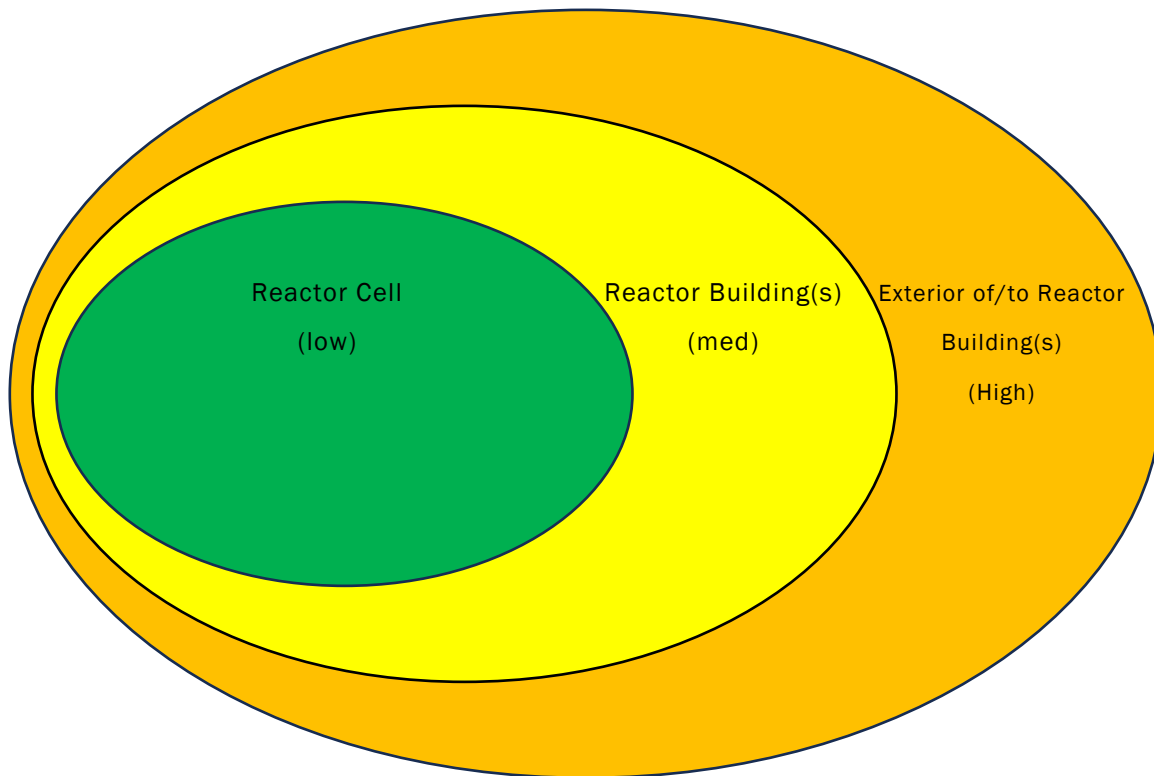 Reactor Cell
(low)
Reactor Building(s)
(med)
Exterior of/to Reactor
Building(s)
(High)